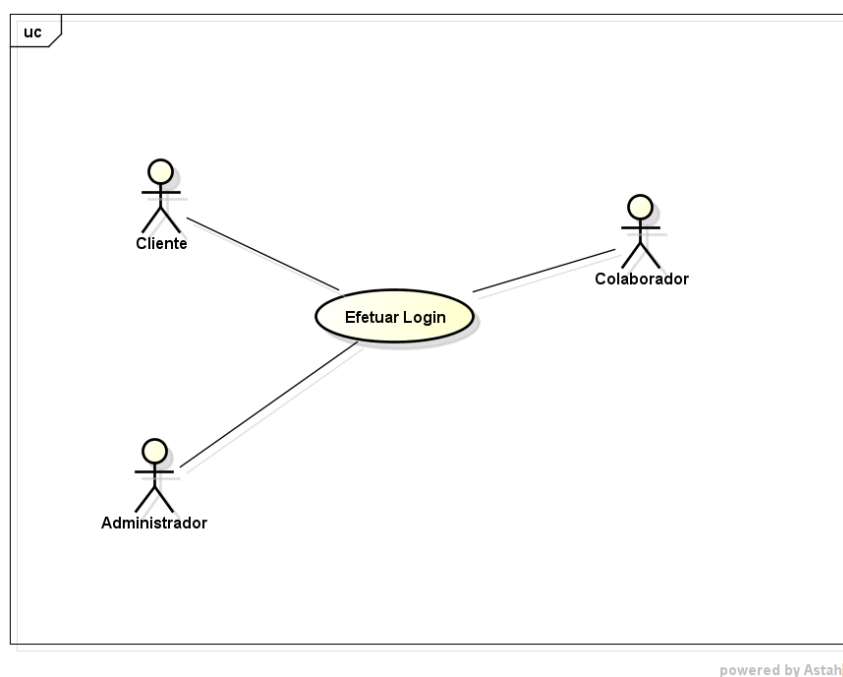 uc
Cliente
Colaborador
Efetuar Login
Administrador
powered by Astah